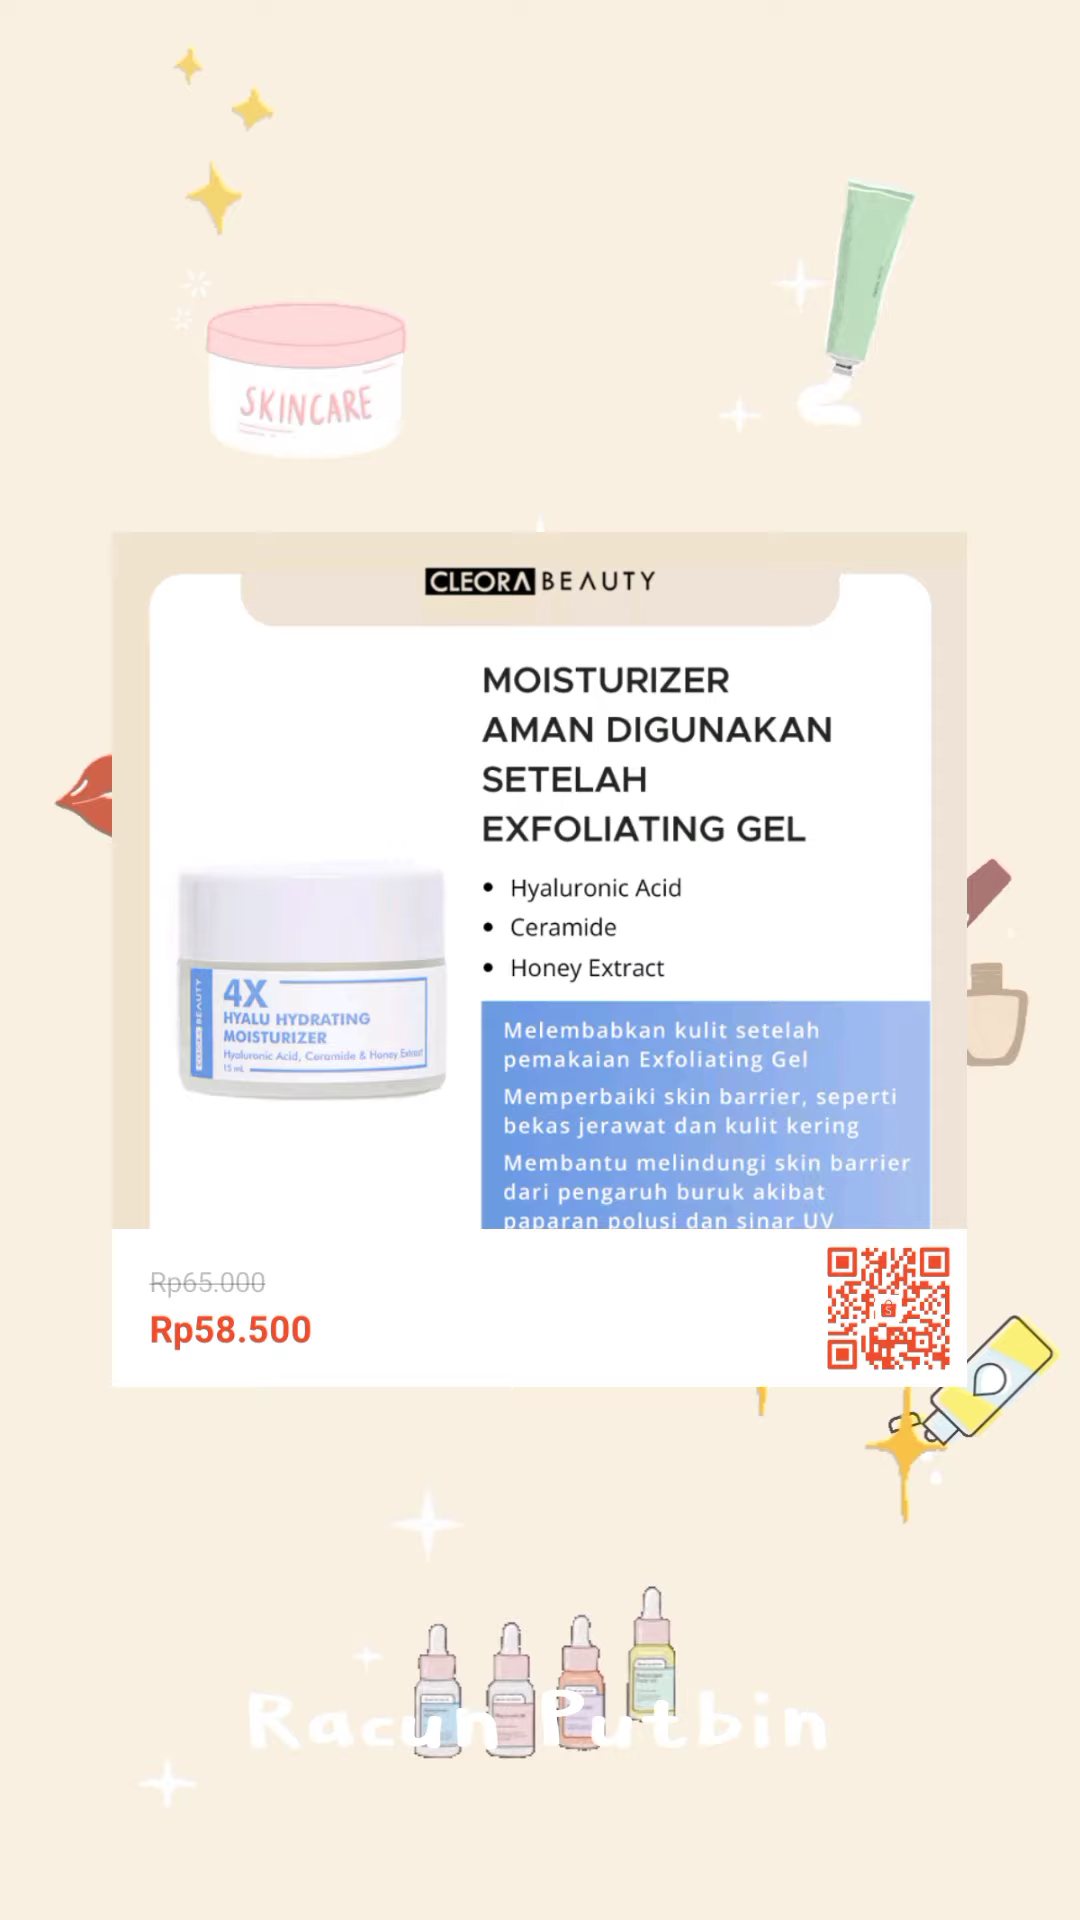 SKINCARE
CLEORA BEAUTY
MOISTURIZER
AMAN DIGUNAKAN
SETELAH
EXFOLIATING GEL
• Hyaluronic Acid
• Ceramide
• Honey Extract
CLEORA BEAUTY
4X
HYALU HYDRATING
MOISTURIZER
Hyaluronic Acid, Ceramide & Honey Extract
15 mL
Melembabkan kulit setelah
pemakaian Exfoliating Gel
Memperbaiki skin barrier, seperti
bekas jerawat dan kulit kering
Membantu melindungi skin barrier
dari pengaruh buruk akibat
paparan polusi dan sinar UV
Rp65.000
Rp58.500
Racun Putbin